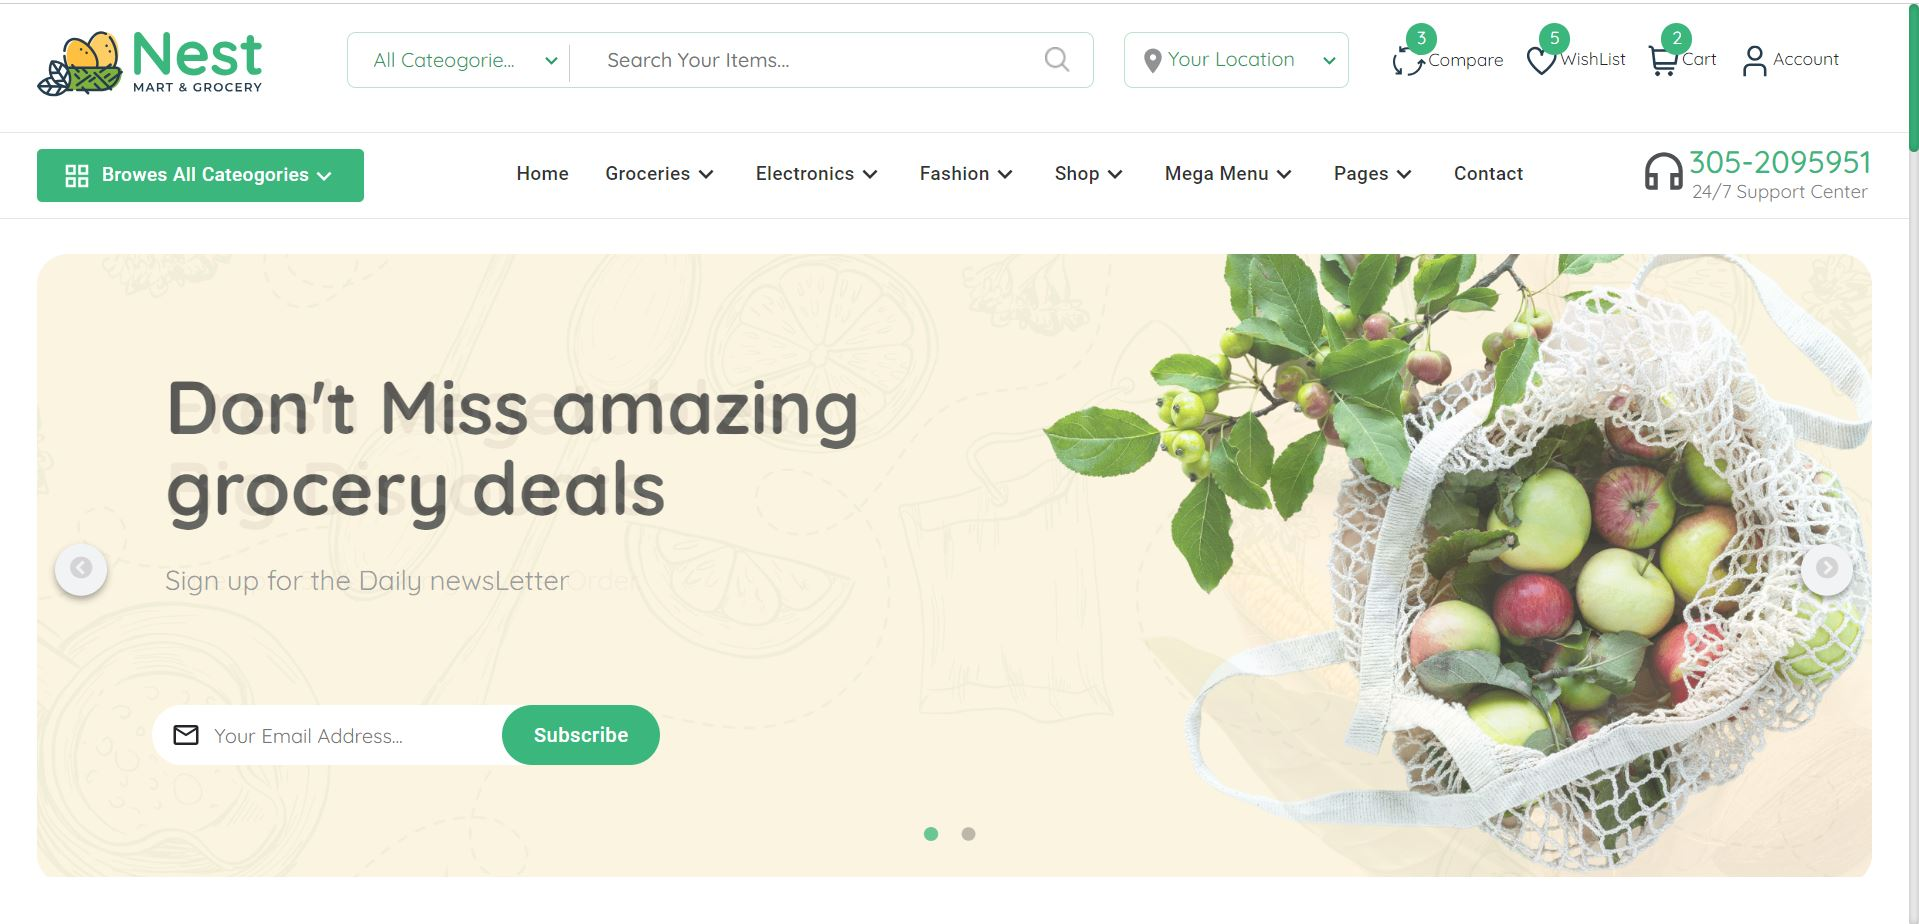 Nest
MART & GROCERY
All Cateogorie...
Search Your Items...
Your Location
3
Compare
5
WishList
2
Cart
Account
Browes All Cateogories
Home
Groceries
Electronics
Fashion
Shop
Mega Menu
Pages
Contact
305-2095951
24/7 Support Center
Don't Miss amazing
grocery deals
Sign up for the Daily newsLetter
Your Email Address...
Subscribe